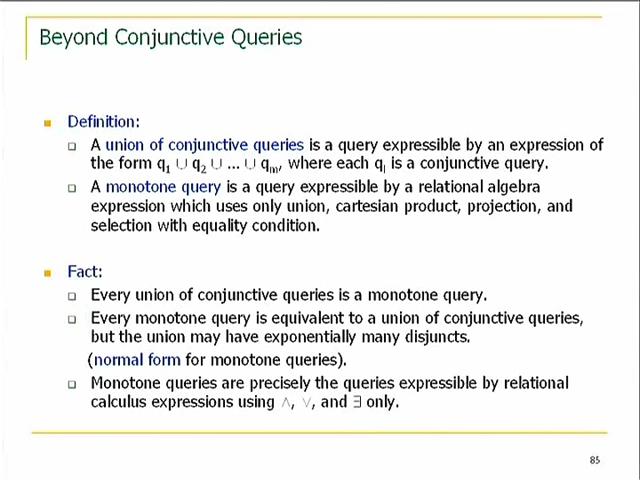 Beyond Conjunctive Queries
Definition:
A union of conjunctive queries is a query expressible by an expression of
the form q₁ ∪ q₂ ∪ ... ∪ qₘ, where each qᵢ is a conjunctive query.
A monotone query is a query expressible by a relational algebra
expression which uses only union, cartesian product, projection, and
selection with equality condition.
Fact:
Every union of conjunctive queries is a monotone query.
Every monotone query is equivalent to a union of conjunctive queries,
but the union may have exponentially many disjuncts.
(normal form for monotone queries).
Monotone queries are precisely the queries expressible by relational
calculus expressions using ∧, ∨, and ∃ only.
85